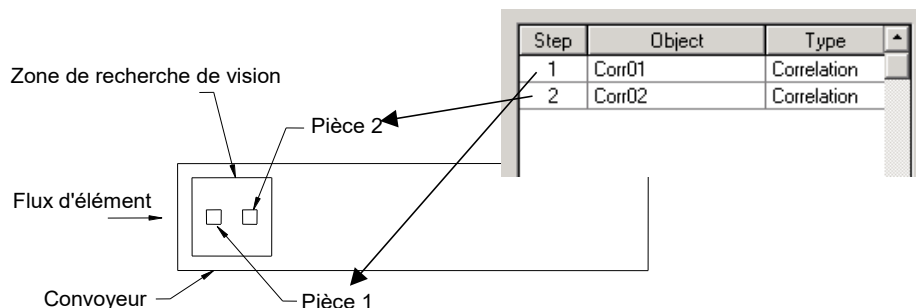 Step Object Type
1 Corr01 Correlation
2 Corr02 Correlation
Zone de recherche de vision
Pièce 2
Flux d'élément
Convoyeur
Pièce 1